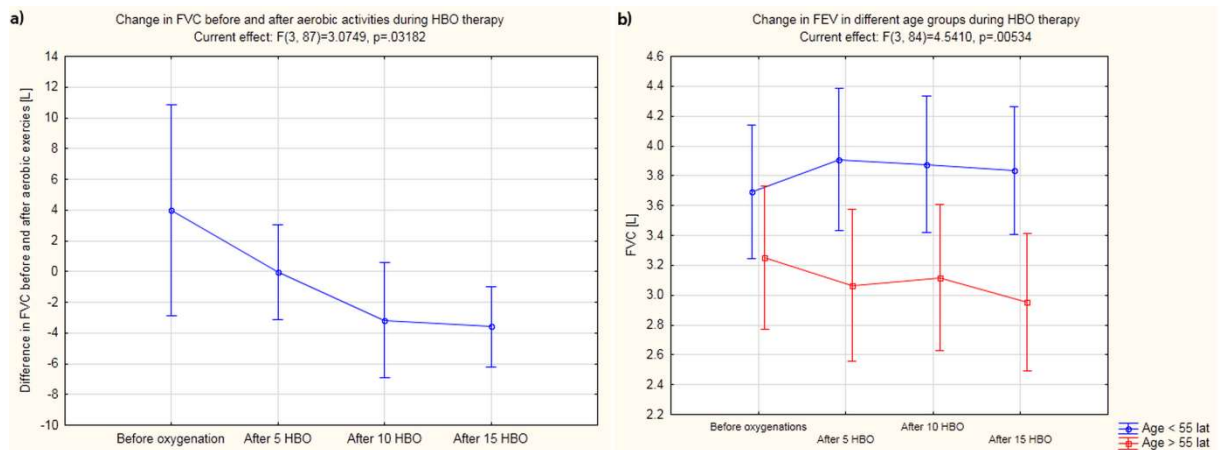 a)
Change in FVC before and after aerobic activities during HBO therapy
Current effect: F(3, 87)=3.0749, p=.03182
Difference in FVC before and after aerobic exercies [L]
14
12
10
8
6
4
2
0
-2
-4
-6
-8
-10
Before oxygenation After 5 HBO After 10 HBO After 15 HBO
b)
Change in FEV in different age groups during HBO therapy
Current effect: F(3, 84)=4.5410, p=.00534
FVC [L]
4.6
4.4
4.2
4.0
3.8
3.6
3.4
3.2
3.0
2.8
2.6
2.4
2.2
Before oxygenations After 10 HBO
After 5 HBO After 15 HBO
Age < 55 lat
Age > 55 lat